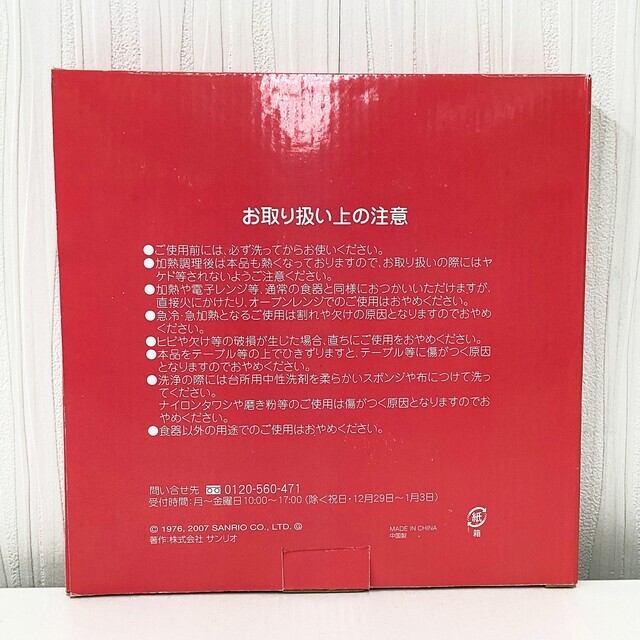 お取り扱い上の注意
●ご使用前には、必ず洗ってからお使いください。
●加熱調理後は本品も熱くなっておりますので、お取り扱いの際にはヤ
ケド等されないようご注意ください。
●加熱や電子レンジ等、通常の食器と同様におつかいいただけますが、
直接火にかけたり、オーブンレンジでのご使用はおやめください。
●急冷・急加熱となるご使用は割れや欠けの原因となりますのでおやめ
ください。
●ヒビや欠け等の破損が生じた場合、直ちにご使用をおやめください。
●本品をテーブル等の上でひきずりますと、テーブル等に傷がつく原因
となりますのでおやめください。
●洗浄の際には台所用中性洗剤を柔らかいスポンジや布につけて洗っ
てください。
ナイロンタワシや磨き粉等のご使用は傷がつく原因となりますのでお
やめください。
●食器以外の用途でのご使用はおやめください。
問い合せ先 0120-560-471
受付時間:月〜金曜日10:00〜17:00(除く祝日・12月29日〜1月3日)
© 1976, 2007 SANRIO CO., LTD. ⓐ
著作:株式会社 サンリオ
MADE IN CHINA
中国製
紙
箱